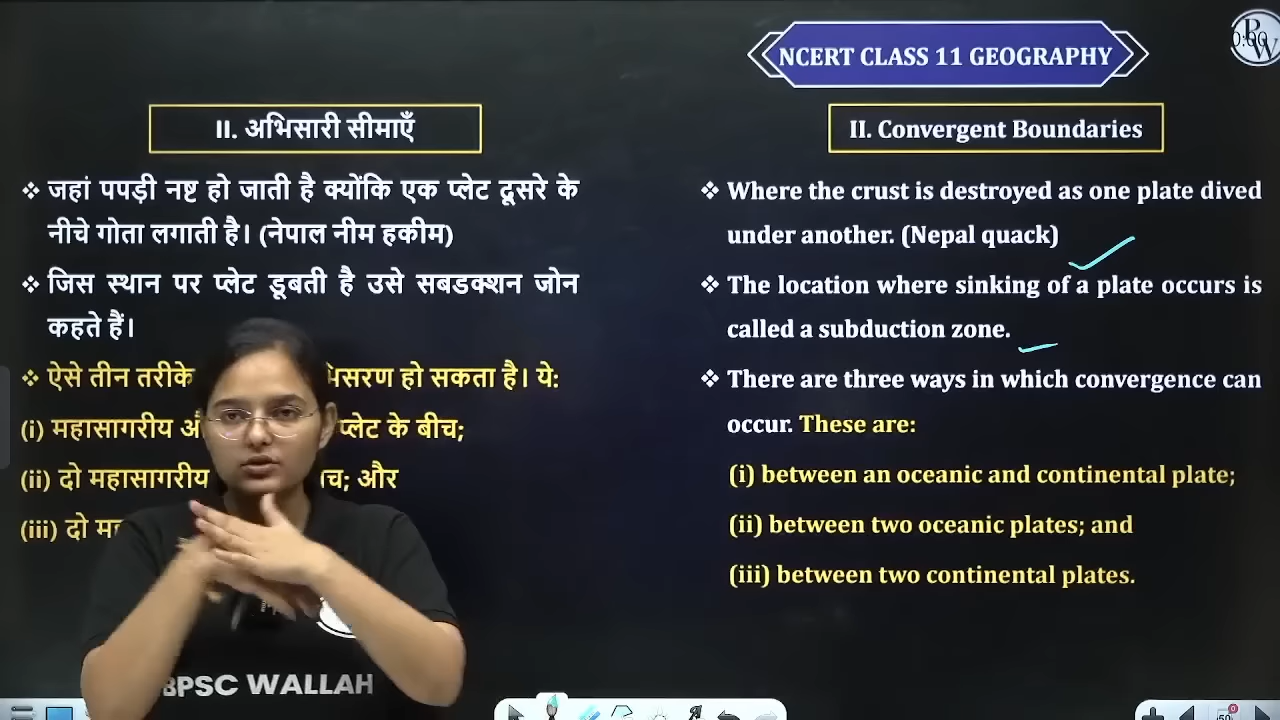 NCERT CLASS 11 GEOGRAPHY
PW
II. अभिसारी सीमाएँ
❖ जहां पपड़ी नष्ट हो जाती है क्योंकि एक प्लेट दूसरे के
नीचे गोता लगाती है। (नेपाल नीम हकीम)
❖ जिस स्थान पर प्लेट डूबती है उसे सबडक्शन जोन
कहते हैं।
❖ ऐसे तीन तरीके हो सकता है। ये:
(i) महासागरीय प्लेट के बीच;
(ii) दो महासागरीय और
(iii) दो
II. Convergent Boundaries
❖ Where the crust is destroyed as one plate dived
under another. (Nepal quack)
❖ The location where sinking of a plate occurs is
called a subduction zone.
❖ There are three ways in which convergence can
occur. These are:
(i) between an oceanic and continental plate;
(ii) between two oceanic plates; and
(iii) between two continental plates.
BPSC WALLAH